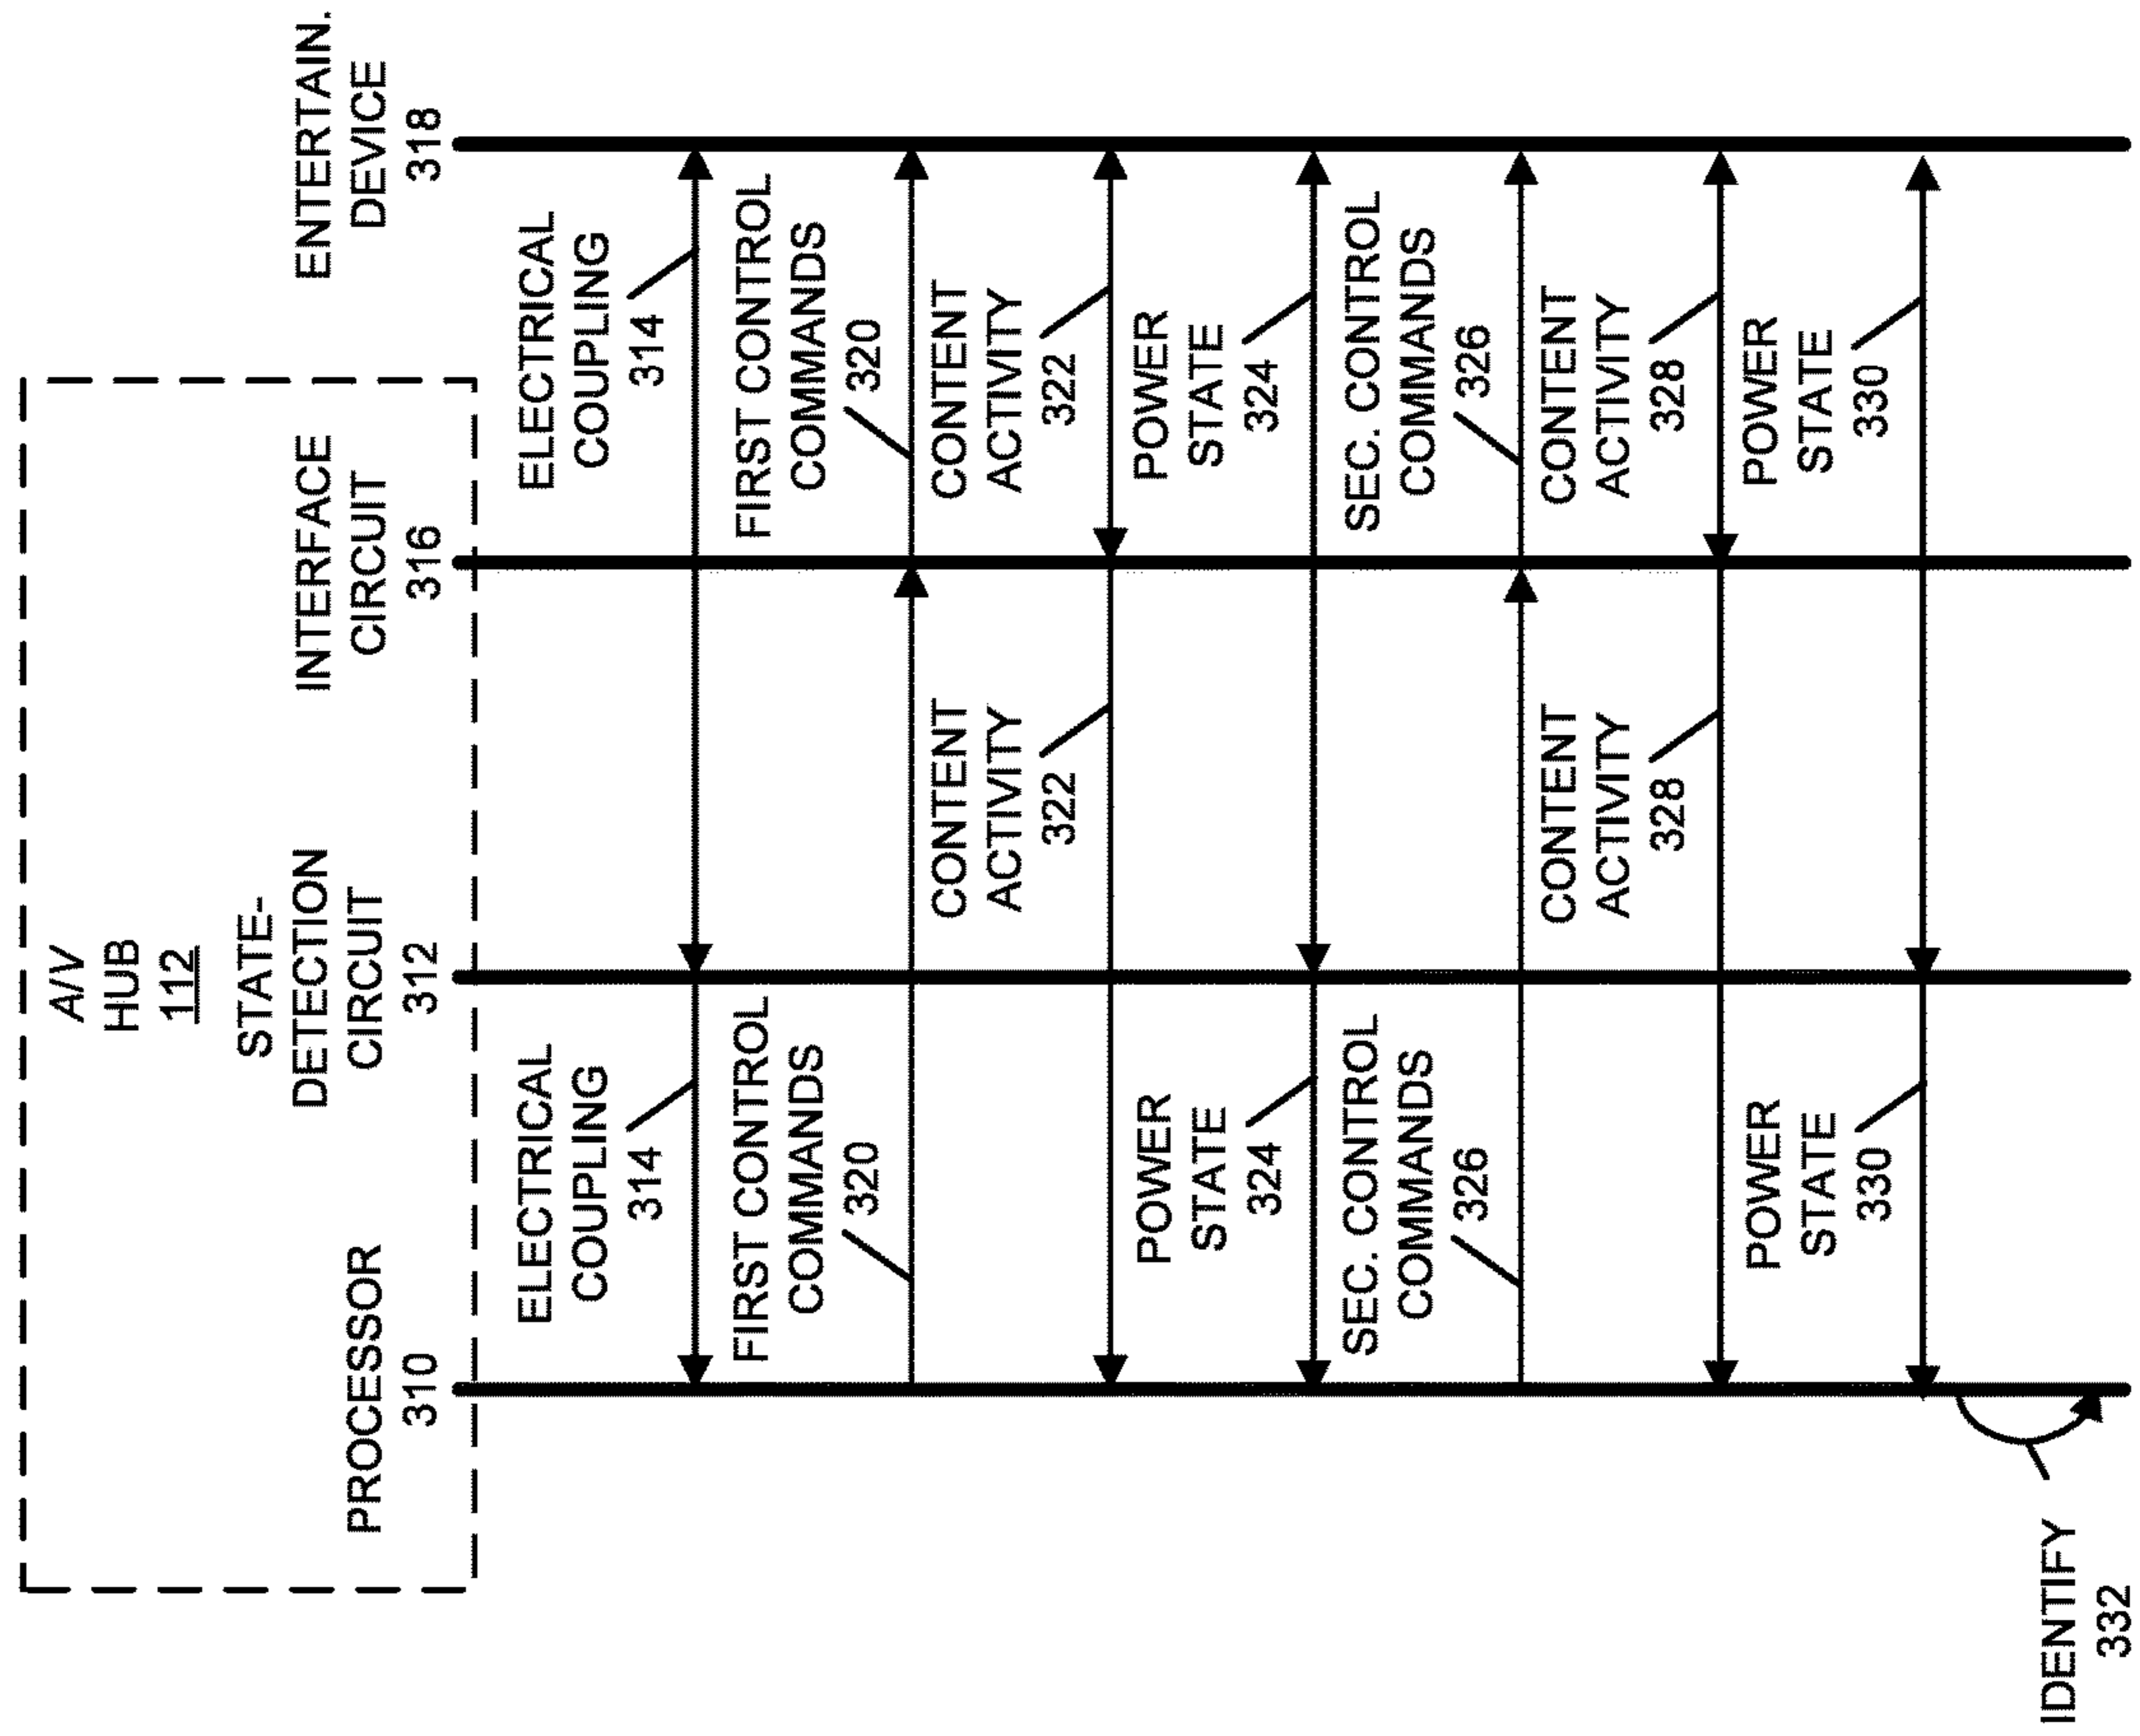 A/V
HUB
112
PROCESSOR
310
STATE-
DETECTION
CIRCUIT
312
INTERFACE
CIRCUIT
316
ENTERTAIN.
DEVICE
318
ELECTRICAL
COUPLING
314
ELECTRICAL
COUPLING
314
FIRST CONTROL
COMMANDS
320
FIRST CONTROL
COMMANDS
320
CONTENT
ACTIVITY
322
CONTENT
ACTIVITY
322
POWER
STATE
324
POWER
STATE
324
SEC. CONTROL
COMMANDS
326
SEC. CONTROL
COMMANDS
326
CONTENT
ACTIVITY
328
CONTENT
ACTIVITY
328
POWER
STATE
330
POWER
STATE
330
IDENTIFY
332